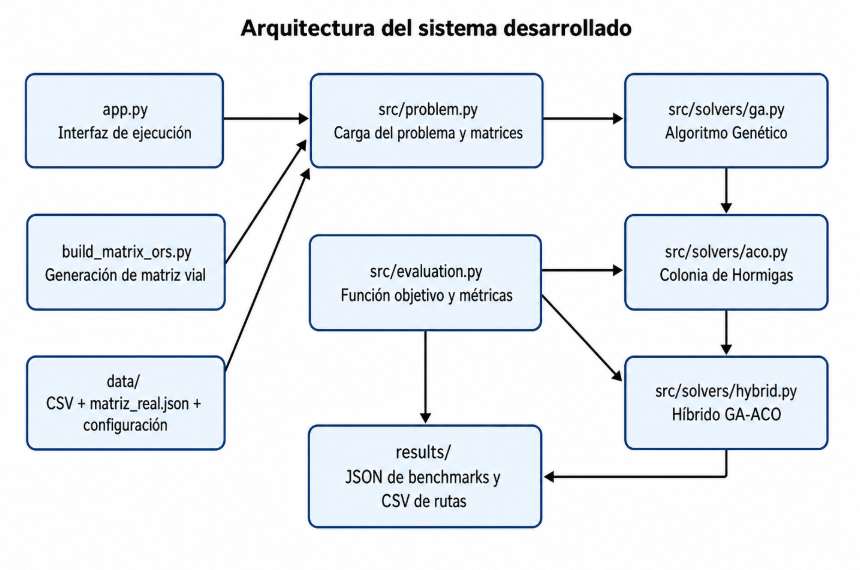 Arquitectura del sistema desarrollado
app.py
Interfaz de ejecución
src/problem.py
Carga del problema y matrices
src/solvers/ga.py
Algoritmo Genético
build_matrix_ors.py
Generación de matriz vial
src/evaluation.py
Función objetivo y métricas
src/solvers/aco.py
Colonia de Hormigas
data/
CSV + matriz_real.json +
configuración
src/solvers/hybrid.py
Híbrido GA-ACO
results/
JSON de benchmarks y
CSV de rutas